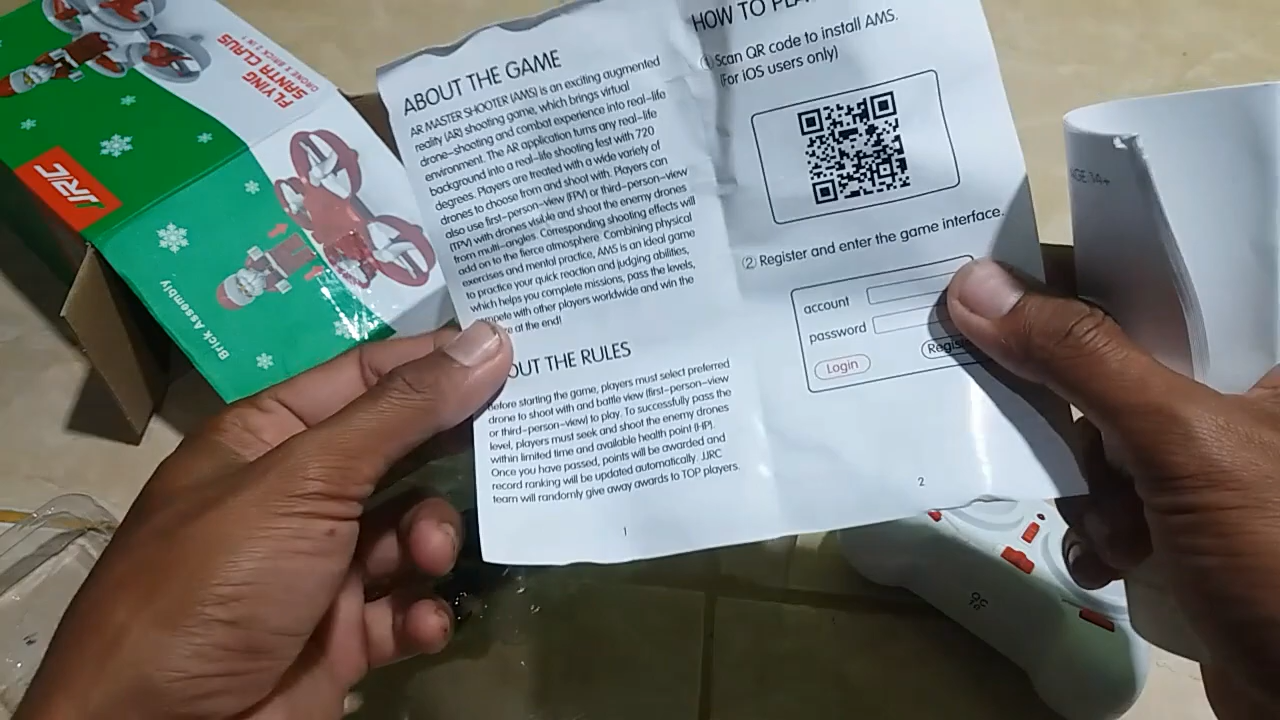 FLYING
SANTA CLAUS
DRONE & BRICK 2 IN 1
JJRC
Brick Assembly
ABOUT THE GAME
AR MASTER SHOOTER (AMS) is an exciting augmented
reality (AR) shooting game, which brings virtual
drone-shooting and combat experience into real-life
environment. The AR application turns any real-life
background into a real-life shooting fest with 720
degrees. Players are treated with a wide variety of
drones to choose from and shoot with. Players can
also use first-person-view (FPV) or third-person-view
(TPV) with drones visible and shoot the enemy drones
from multi-angles. Corresponding shooting effects will
add on to the fierce atmosphere. Combining physical
exercises and mental practice, AMS is an ideal game
to practice your quick reaction and judging abilities,
which helps you complete missions, pass the levels,
mpete with other players worldwide and win the
e at the end!
OUT THE RULES
Before starting the game, players must select preferred
drone to shoot with and battle view (first-person-view
or third-person-view) to play. To successfully pass the
level, players must seek and shoot the enemy drones
within limited time and available health point (HP).
Once you have passed, points will be awarded and
record ranking will be updated automatically. JJRC
team will randomly give away awards to TOP players.
1
HOW TO PLA
① Scan QR code to install AMS.
(For IOS users only)
② Register and enter the game interface.
account
password
Login
Regis
2
AGE 14+